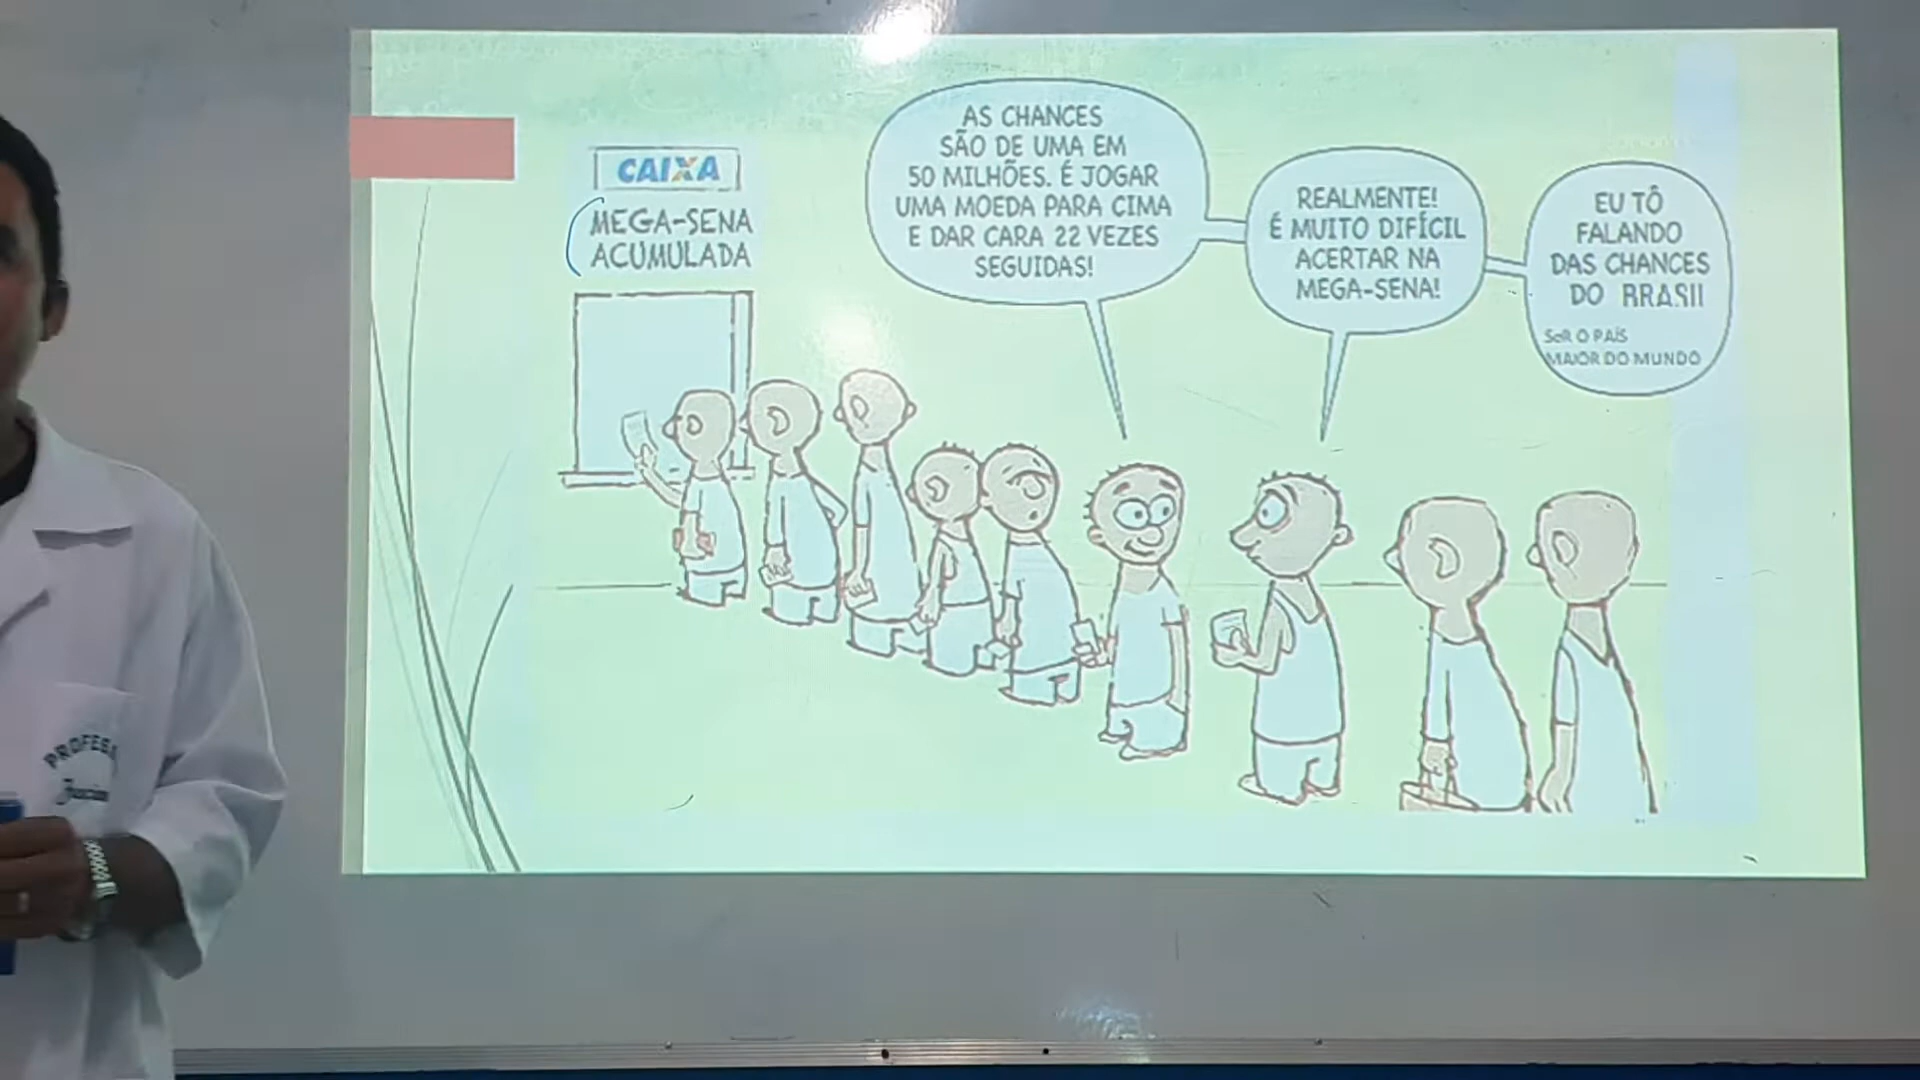 CAIXA
MEGA-SENA
ACUMULADA
AS CHANCES
SÃO DE UMA EM
50 MILHÕES. É JOGAR
UMA MOEDA PARA CIMA
E DAR CARA 22 VEZES
SEGUIDAS!
REALMENTE!
É MUITO DIFÍCIL
ACERTAR NA
MEGA-SENA!
EU TÔ
FALANDO
DAS CHANCES
DO BRASIL
SER O PAÍS
MAIOR DO MUNDO